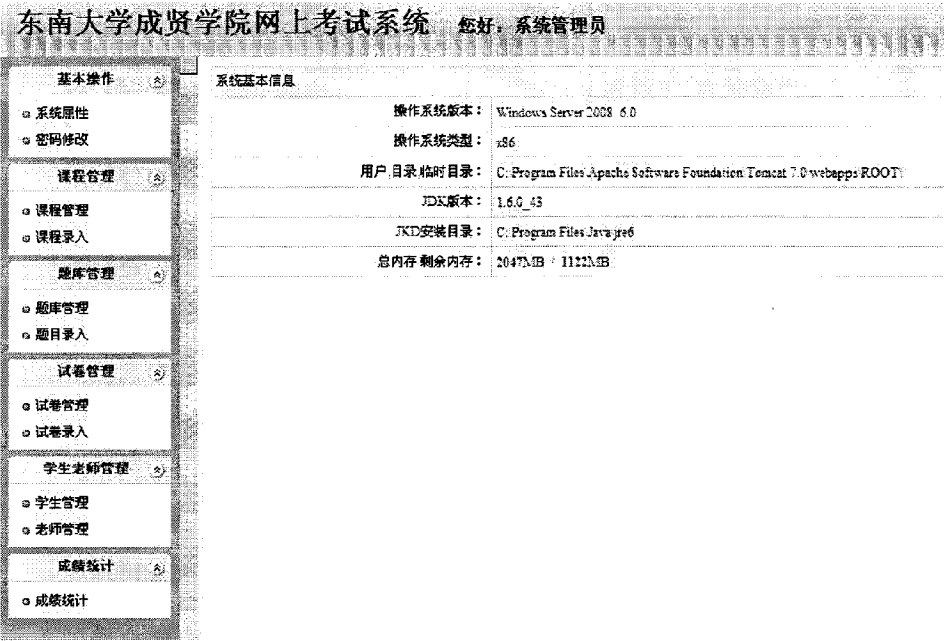 东南大学成贤学院网上考试系统 您好，系统管理员
基本操作
系统属性
密码修改
课程管理
课程管理
课程录入
题库管理
题库管理
题目录入
试卷管理
试卷管理
试卷录入
学生老师管理
学生管理
老师管理
成绩统计
成绩统计
系统基本信息
操作系统版本： Windows Server 2008 6.0
操作系统类型： x86
用户 目录 临时目录： C: Program Files Apache Software Foundation Tomcat 7.0 webapps ROOT
JDK版本： 1.6.0_43
JKD安装目录： C: Program Files Java jre6
总内存 剩余内存： 2047MB 1122MB